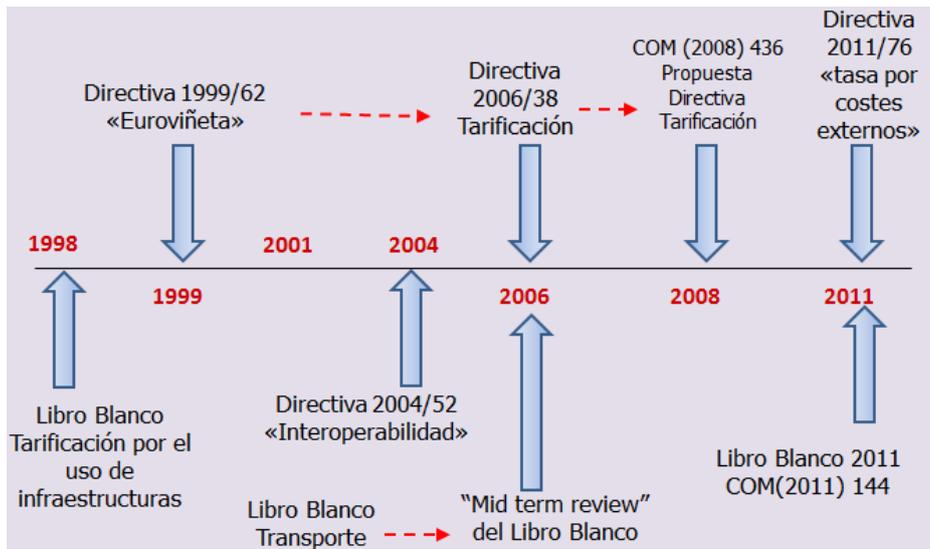 Directiva 1999/62
«Euroviñeta»
Directiva
2006/38
Tarificación
COM (2008) 436
Propuesta
Directiva
Tarificación
Directiva
2011/76
«tasa por
costes
externos»
1998
2001
2004
1999
2006
2008
2011
Libro Blanco
Tarificación por el
uso de
infraestructuras
Directiva 2004/52
«Interoperabilidad»
Libro Blanco
Transporte
“Mid term review”
del Libro Blanco
Libro Blanco 2011
COM(2011) 144